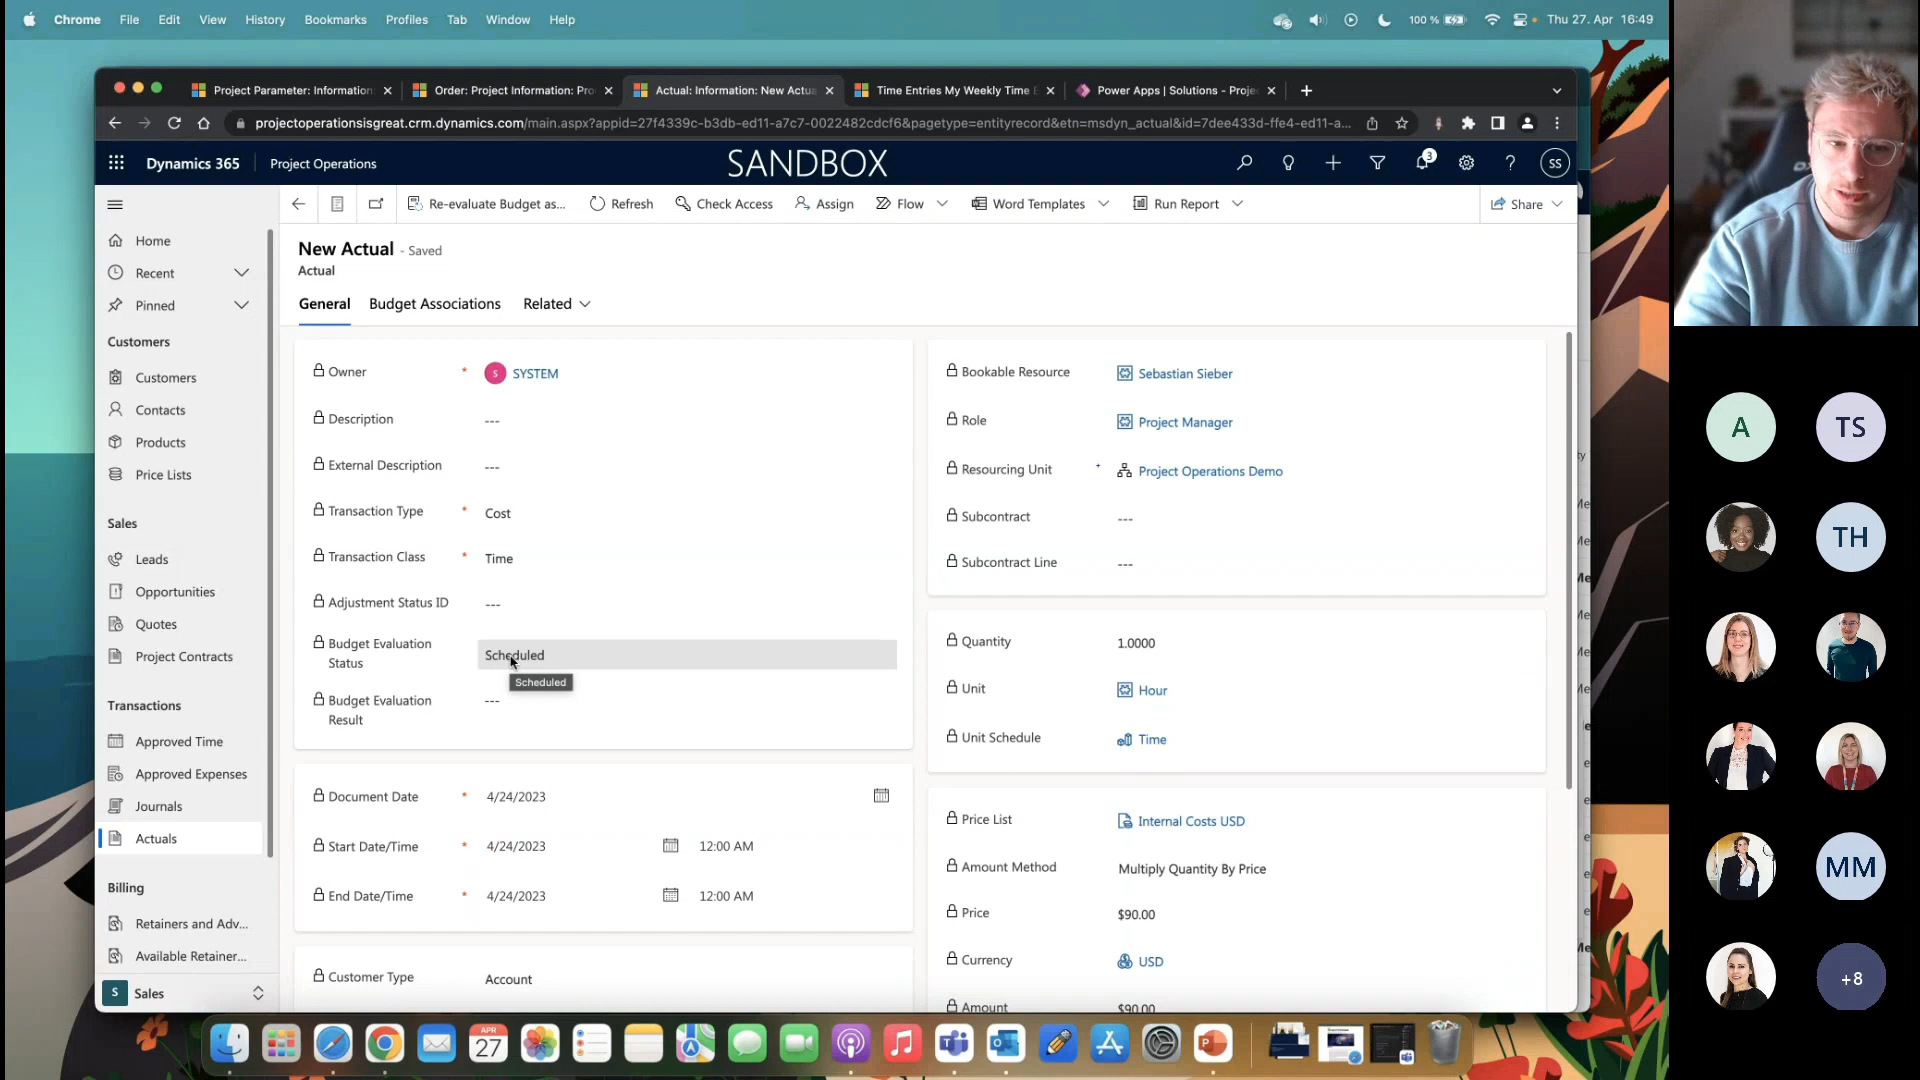 Chrome File Edit View History Bookmarks Profiles Tab Window Help
100 % Thu 27. Apr 16:49
Project Parameter: Information: Order: Project Information: Pro Actual: Information: New Actua Time Entries My Weekly Time E Power Apps | Solutions - Projec
projectoperationsisgreat.crm.dynamics.com/main.aspx?appid=27f4339c-b3db-ed11-a7c7-0022482cdcf6&pagetype=entityrecord&etn=msdyn_actual&id=7dee433d-ffe4-ed11-a...
Dynamics 365 Project Operations SANDBOX 3 SS
Re-evaluate Budget as... Refresh Check Access Assign Flow Word Templates Run Report Share
New Actual - Saved
Actual
General Budget Associations Related
Home
Recent
Pinned
Customers
Customers
Contacts
Products
Price Lists
Sales
Leads
Opportunities
Quotes
Project Contracts
Transactions
Approved Time
Approved Expenses
Journals
Actuals
Billing
Retainers and Adv...
Available Retainer...
S Sales
Owner * S SYSTEM
Description ---
External Description ---
Transaction Type * Cost
Transaction Class * Time
Adjustment Status ID ---
Budget Evaluation Status Scheduled
Scheduled
Budget Evaluation Result ---
Document Date * 4/24/2023
Start Date/Time * 4/24/2023 12:00 AM
End Date/Time * 4/24/2023 12:00 AM
Customer Type Account
Bookable Resource Sebastian Sieber
Role Project Manager
Resourcing Unit + Project Operations Demo
Subcontract ---
Subcontract Line ---
Quantity 1.0000
Unit Hour
Unit Schedule Time
Price List Internal Costs USD
Amount Method Multiply Quantity By Price
Price $90.00
Currency USD
Amount $90.00
APR
27
A TS
TH
MM
+8